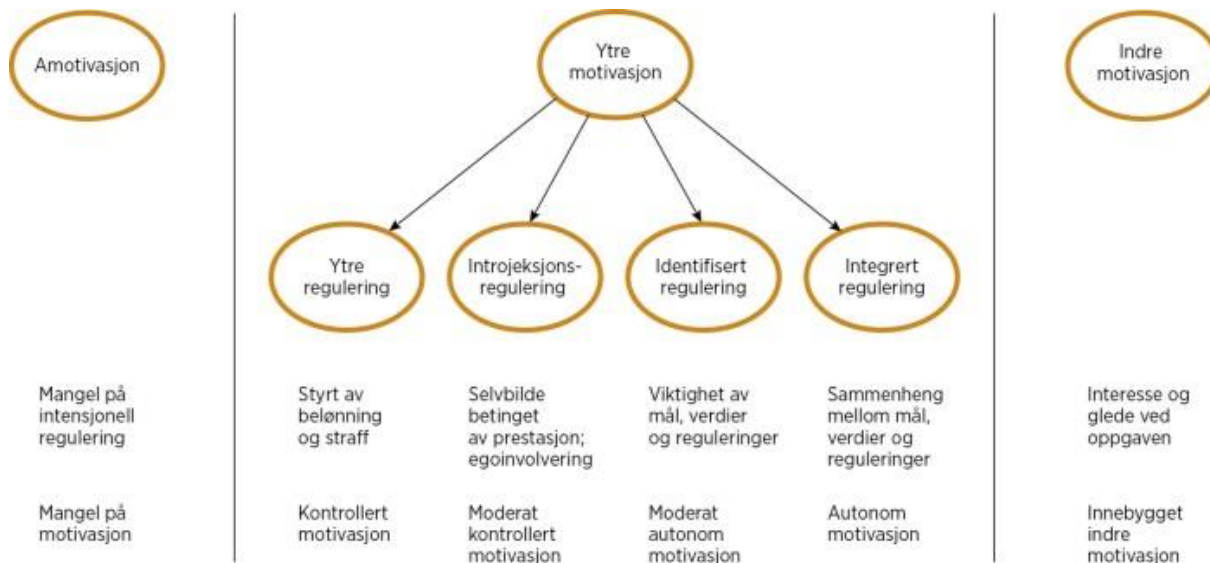 Amotivasjon
Ytre
motivasjon
Indre
motivasjon
Ytre
regulering
Introjeksjons-
regulering
Identifisert
regulering
Integrert
regulering
Mangel på
intensjonell
regulering
Styrt av
belønning
og straff
Selvbilde
betinget
av prestasjon;
egoinvolvering
Viktighet av
mål, verdier
og reguleringer
Sammenheng
mellom mål,
verdier og
reguleringer
Interesse og
glede ved
oppgaven
Mangel på
motivasjon
Kontrollert
motivasjon
Moderat
kontrollert
motivasjon
Moderat
autonom
motivasjon
Autonom
motivasjon
Innebygget
indre
motivasjon